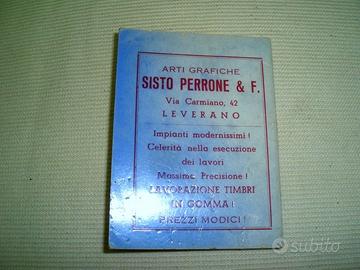 ARTI GRAFICHE
SISTO PERRONE & F.
Via Carmiano, 42
LEVERANO
Impianti modernissimi!
Celerità nella esecuzione
dei lavori
Massima Precisione!
LAVORAZIONE TIMBRI
IN GOMMA!
PREZZI MODICI!
subito